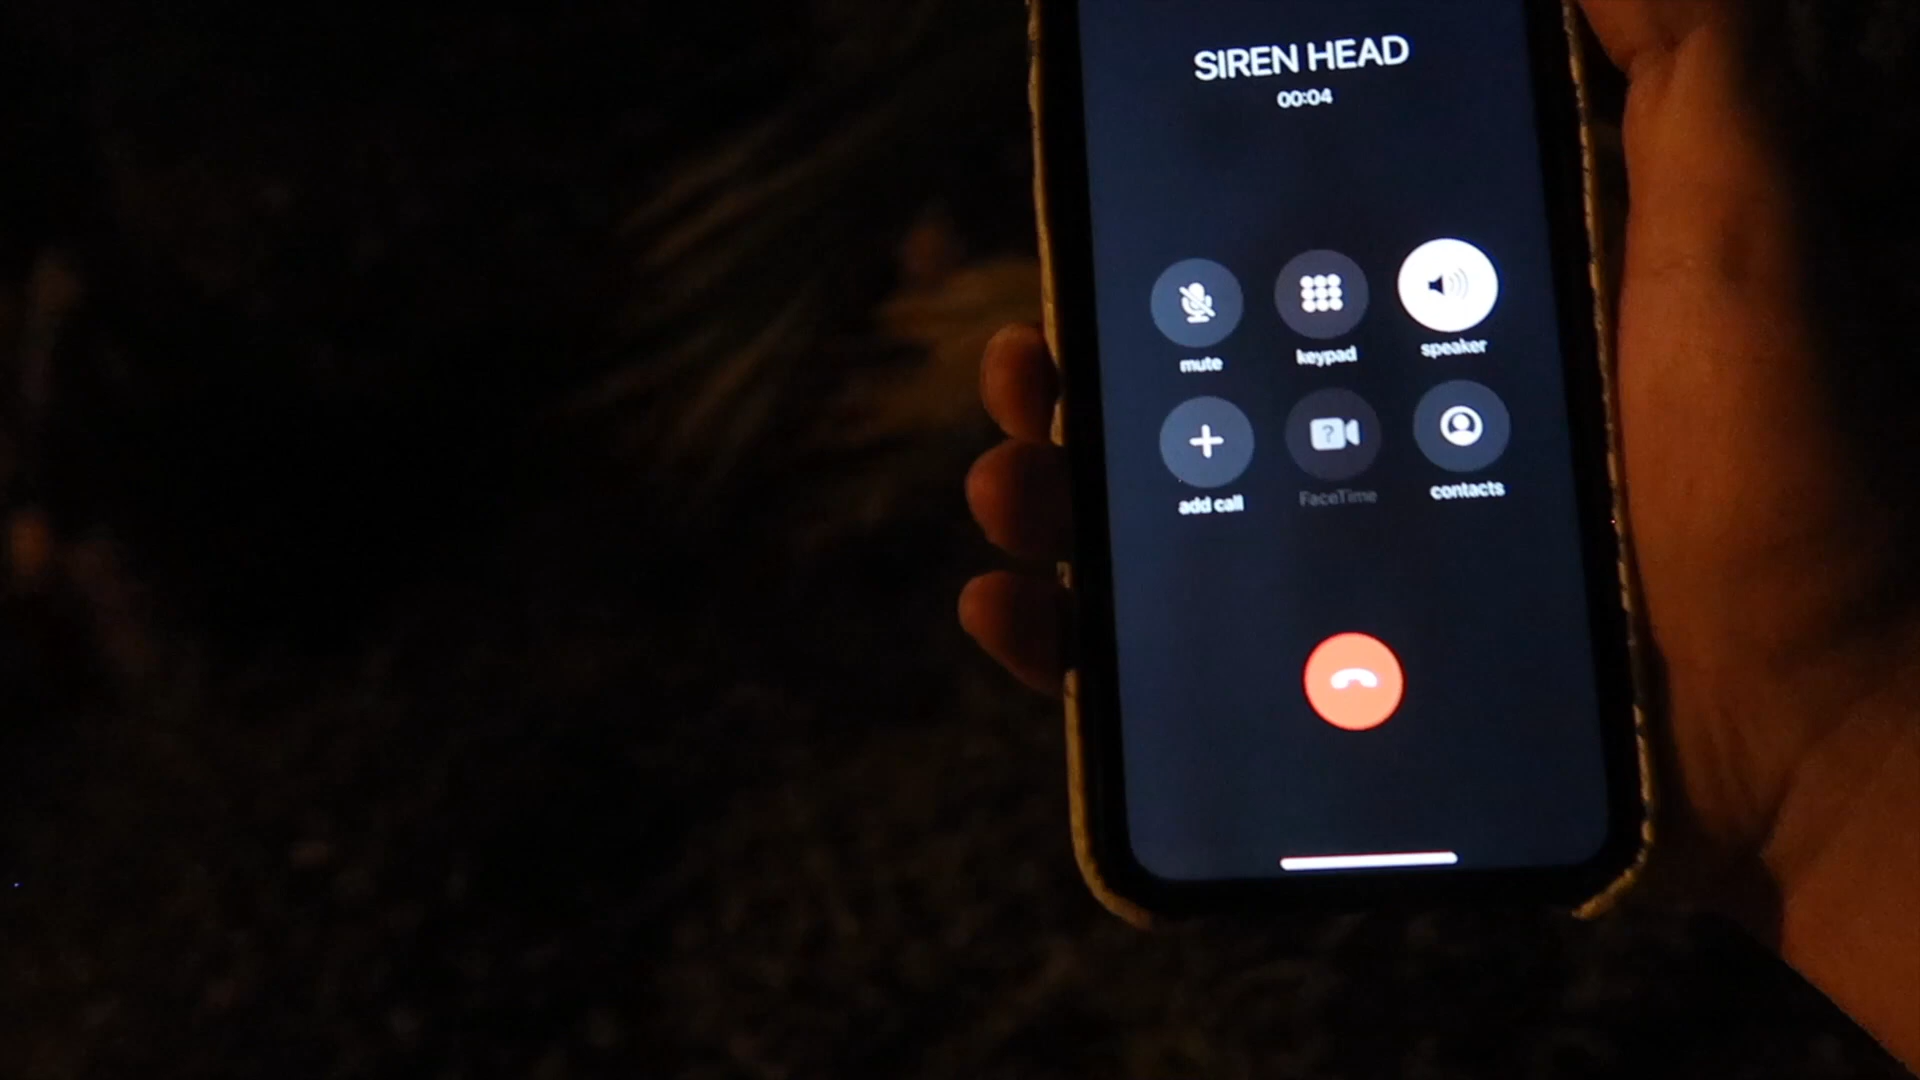 SIREN HEAD
00:04
mute
keypad
speaker
add call
FaceTime
contacts